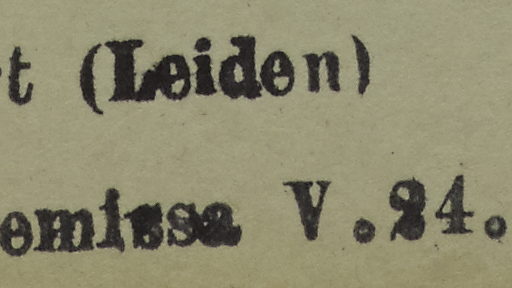 t (Leiden)
emissa V.24.